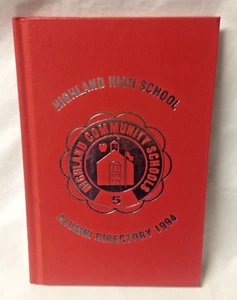 HIGHLAND HIGH SCHOOL
HIGHLAND COMMUNITY SCHOOLS
5
ALUMNI DIRECTORY 1994